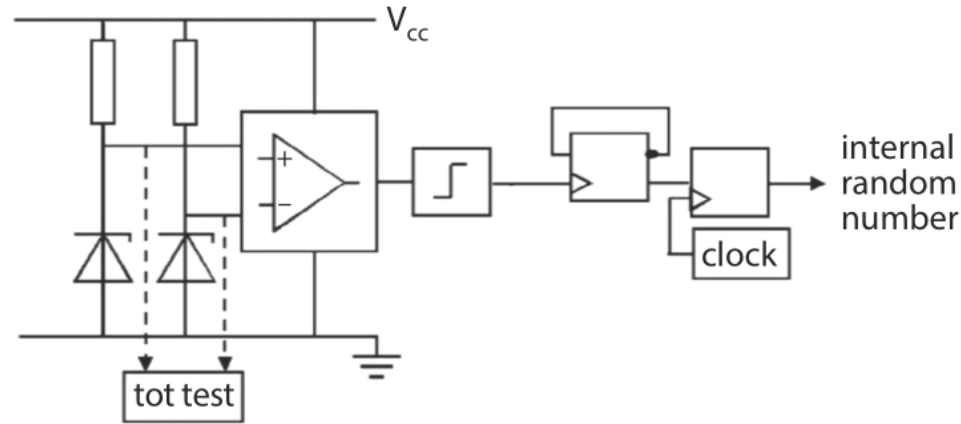 Vcc
+
−
internal
random
number
clock
tot test